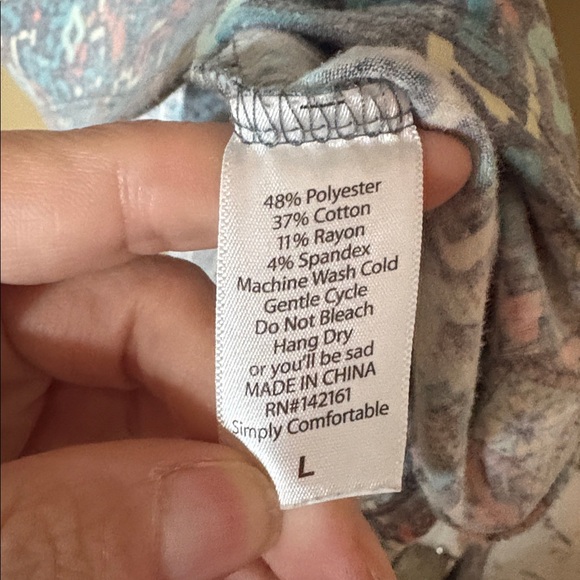 48% Polyester
37% Cotton
11% Rayon
4% Spandex
Machine Wash Cold
Gentle Cycle
Do Not Bleach
Hang Dry
or you'll be sad
MADE IN CHINA
RN#142161
Simply Comfortable
L